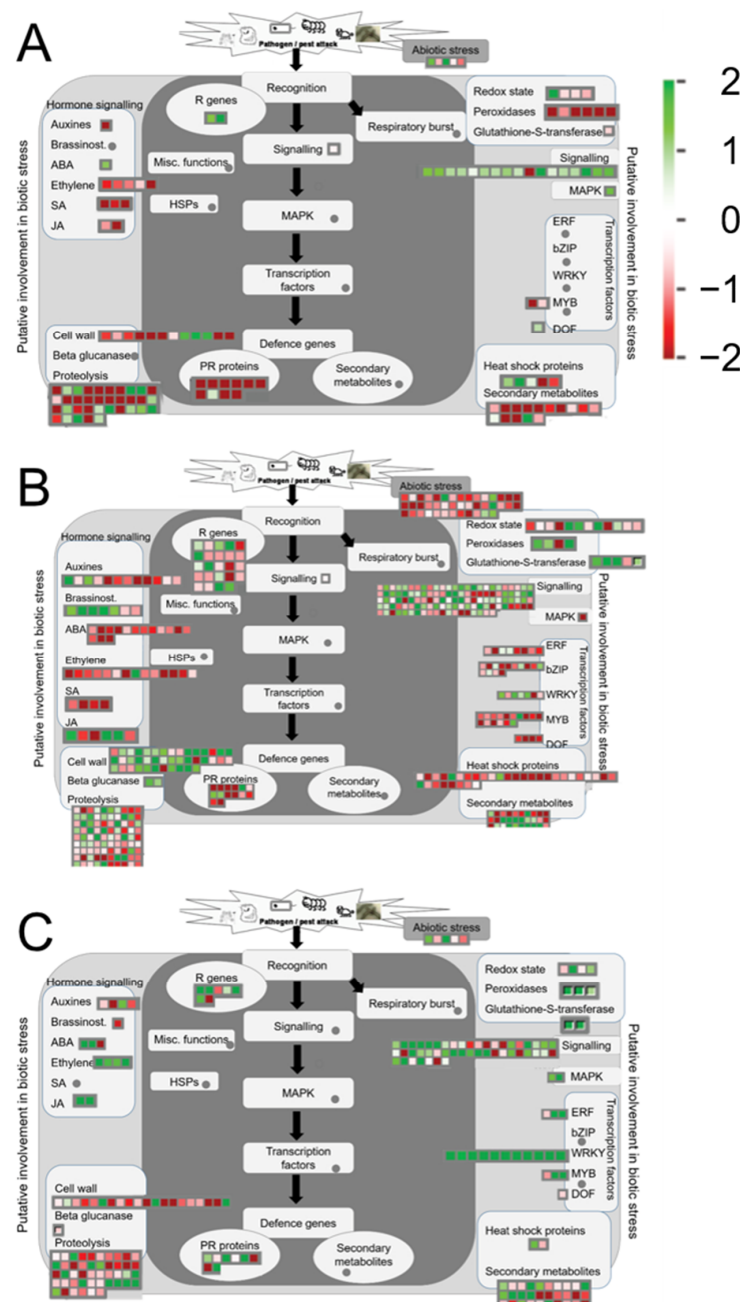 A
Pathogen / pest attack
Abiotic stress
Recognition
R genes
Respiratory burst
Redox state
Peroxidases
Glutathione-S-transferase
Hormone signalling
Auxines
Brassinost.
ABA
Ethylene
SA
JA
Misc. functions
HSPs
Signalling
MAPK
Transcription
factors
Defence genes
Signalling
MAPK
ERF
bZIP
WRKY
MYB
DOF
Transcription factors
Putative involvement in biotic stress
Putative involvement in biotic stress
Cell wall
Beta glucanase
Proteolysis
PR proteins
Secondary
metabolites
Heat shock proteins
Secondary metabolites
2
1
0
−1
−2
B
Pathogen / pest attack
Abiotic stress
Recognition
R genes
Respiratory burst
Redox state
Peroxidases
Glutathione-S-transferase
Hormone signalling
Auxines
Brassinost.
ABA
Ethylene
SA
JA
Misc. functions
HSPs
Signalling
MAPK
Transcription
factors
Defence genes
Signalling
MAPK
ERF
bZIP
WRKY
MYB
DOF
Transcription factors
Putative involvement in biotic stress
Putative involvement in biotic stress
Cell wall
Beta glucanase
Proteolysis
PR proteins
Secondary
metabolites
Heat shock proteins
Secondary metabolites
C
Pathogen / pest attack
Abiotic stress
Recognition
R genes
Respiratory burst
Redox state
Peroxidases
Glutathione-S-transferase
Hormone signalling
Auxines
Brassinost.
ABA
Ethylene
SA
JA
Misc. functions
HSPs
Signalling
MAPK
Transcription
factors
Defence genes
Signalling
MAPK
ERF
bZIP
WRKY
MYB
DOF
Transcription factors
Putative involvement in biotic stress
Putative involvement in biotic stress
Cell wall
Beta glucanase
Proteolysis
PR proteins
Secondary
metabolites
Heat shock proteins
Secondary metabolites